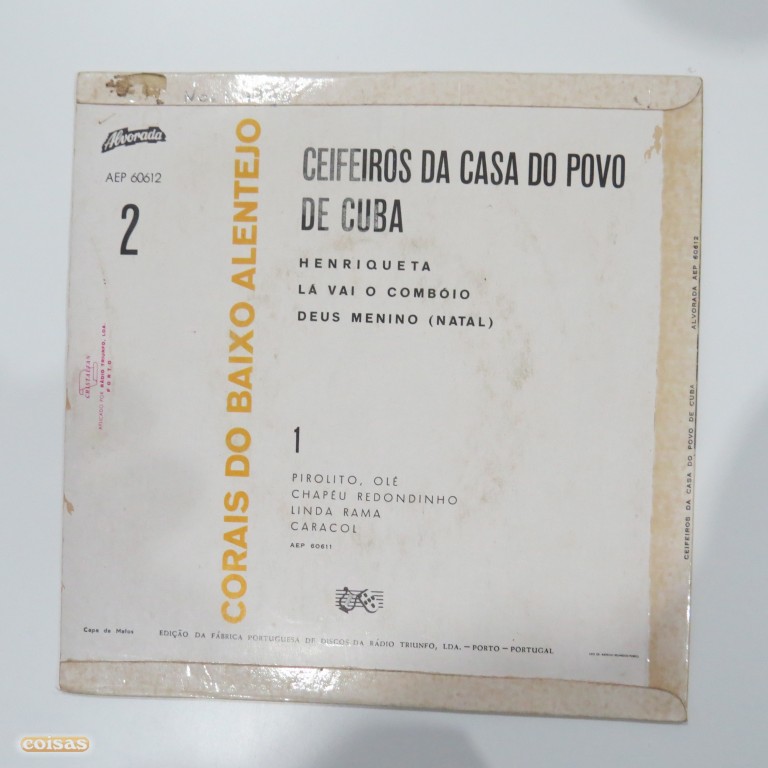 Alvorada
AEP 60612
2
CORAIS DO BAIXO ALENTEJO
CEIFEIROS DA CASA DO POVO
DE CUBA
HENRIQUETA
LÁ VAI O COMBÓIO
DEUS MENINO (NATAL)
1
PIROLITO, OLÉ
CHAPÉU REDONDINHO
LINDA RAMA
CARACOL
AEP 60611
PORTO
Capa de Matos
EDIÇÃO DA FÁBRICA PORTUGUESA DE DISCOS DA RÁDIO TRIUNFO, LDA. — PORTO — PORTUGAL
CEIFEIROS DA CASA DO POVO DE CUBA
ALVORADA AEP 60612
coisas